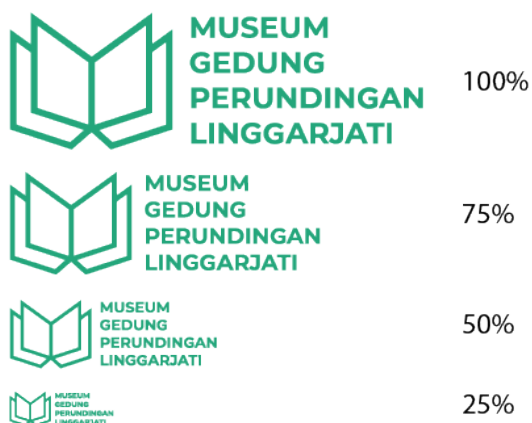 MUSEUM
GEDUNG
PERUNDINGAN
LINGGARJATI
100%
MUSEUM
GEDUNG
PERUNDINGAN
LINGGARJATI
75%
MUSEUM
GEDUNG
PERUNDINGAN
LINGGARJATI
50%
MUSEUM
GEDUNG
PERUNDINGAN
LINGGARJATI
25%